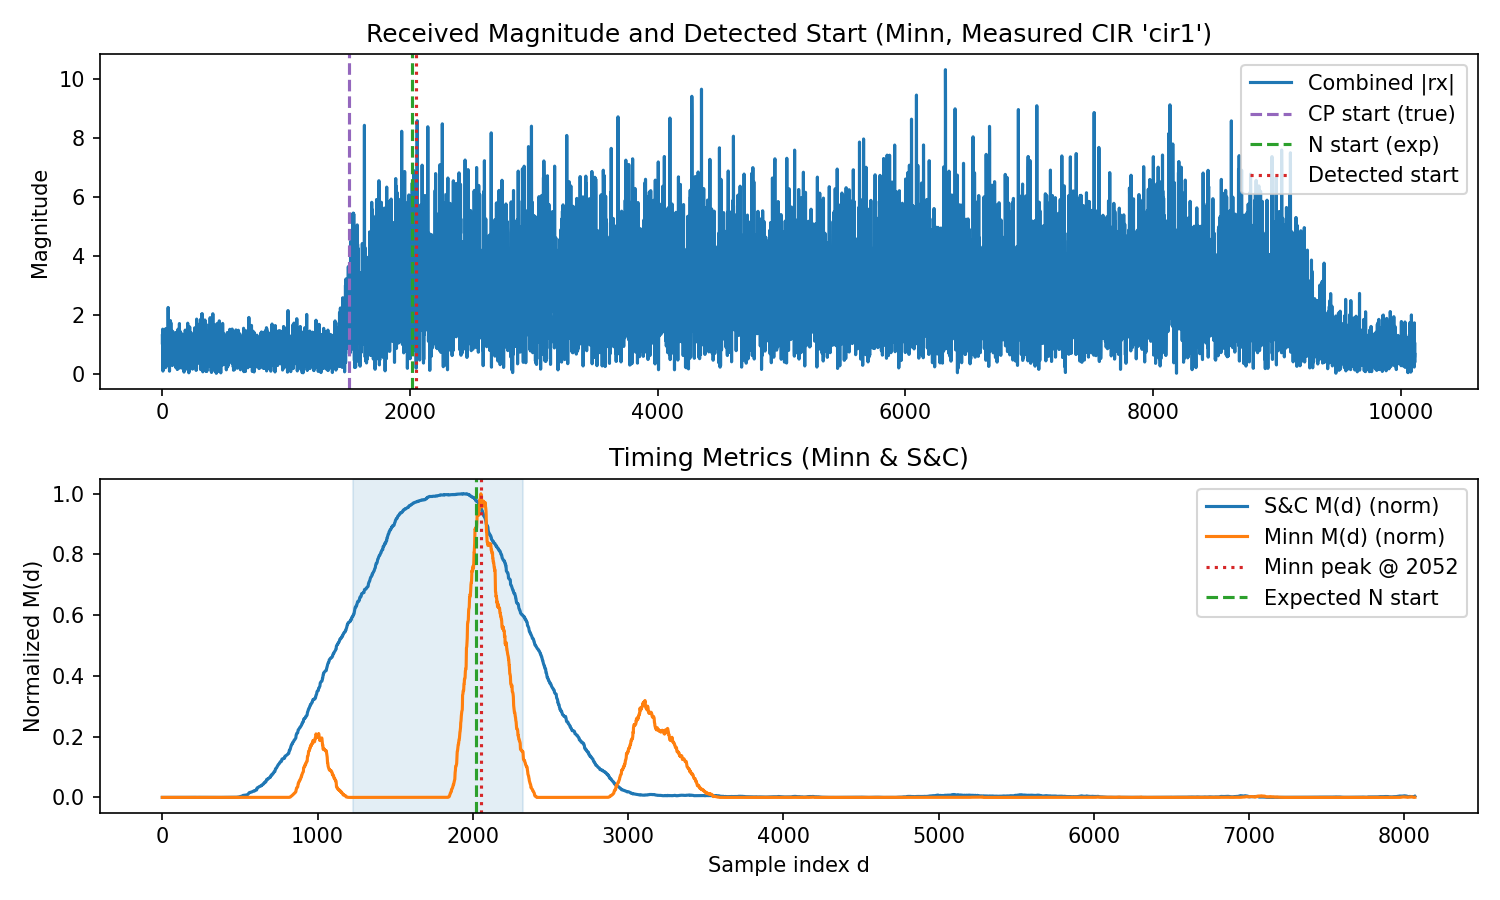 Received Magnitude and Detected Start (Minn, Measured CIR 'cir1')
Magnitude
10
8
6
4
2
0
Combined |rx|
CP start (true)
N start (exp)
Detected start
0 2000 4000 6000 8000 10000
Timing Metrics (Minn & S&C)
Normalized M(d)
1.0
0.8
0.6
0.4
0.2
0.0
S&C M(d) (norm)
Minn M(d) (norm)
Minn peak @ 2052
Expected N start
0 1000 2000 3000 4000 5000 6000 7000 8000
Sample index d